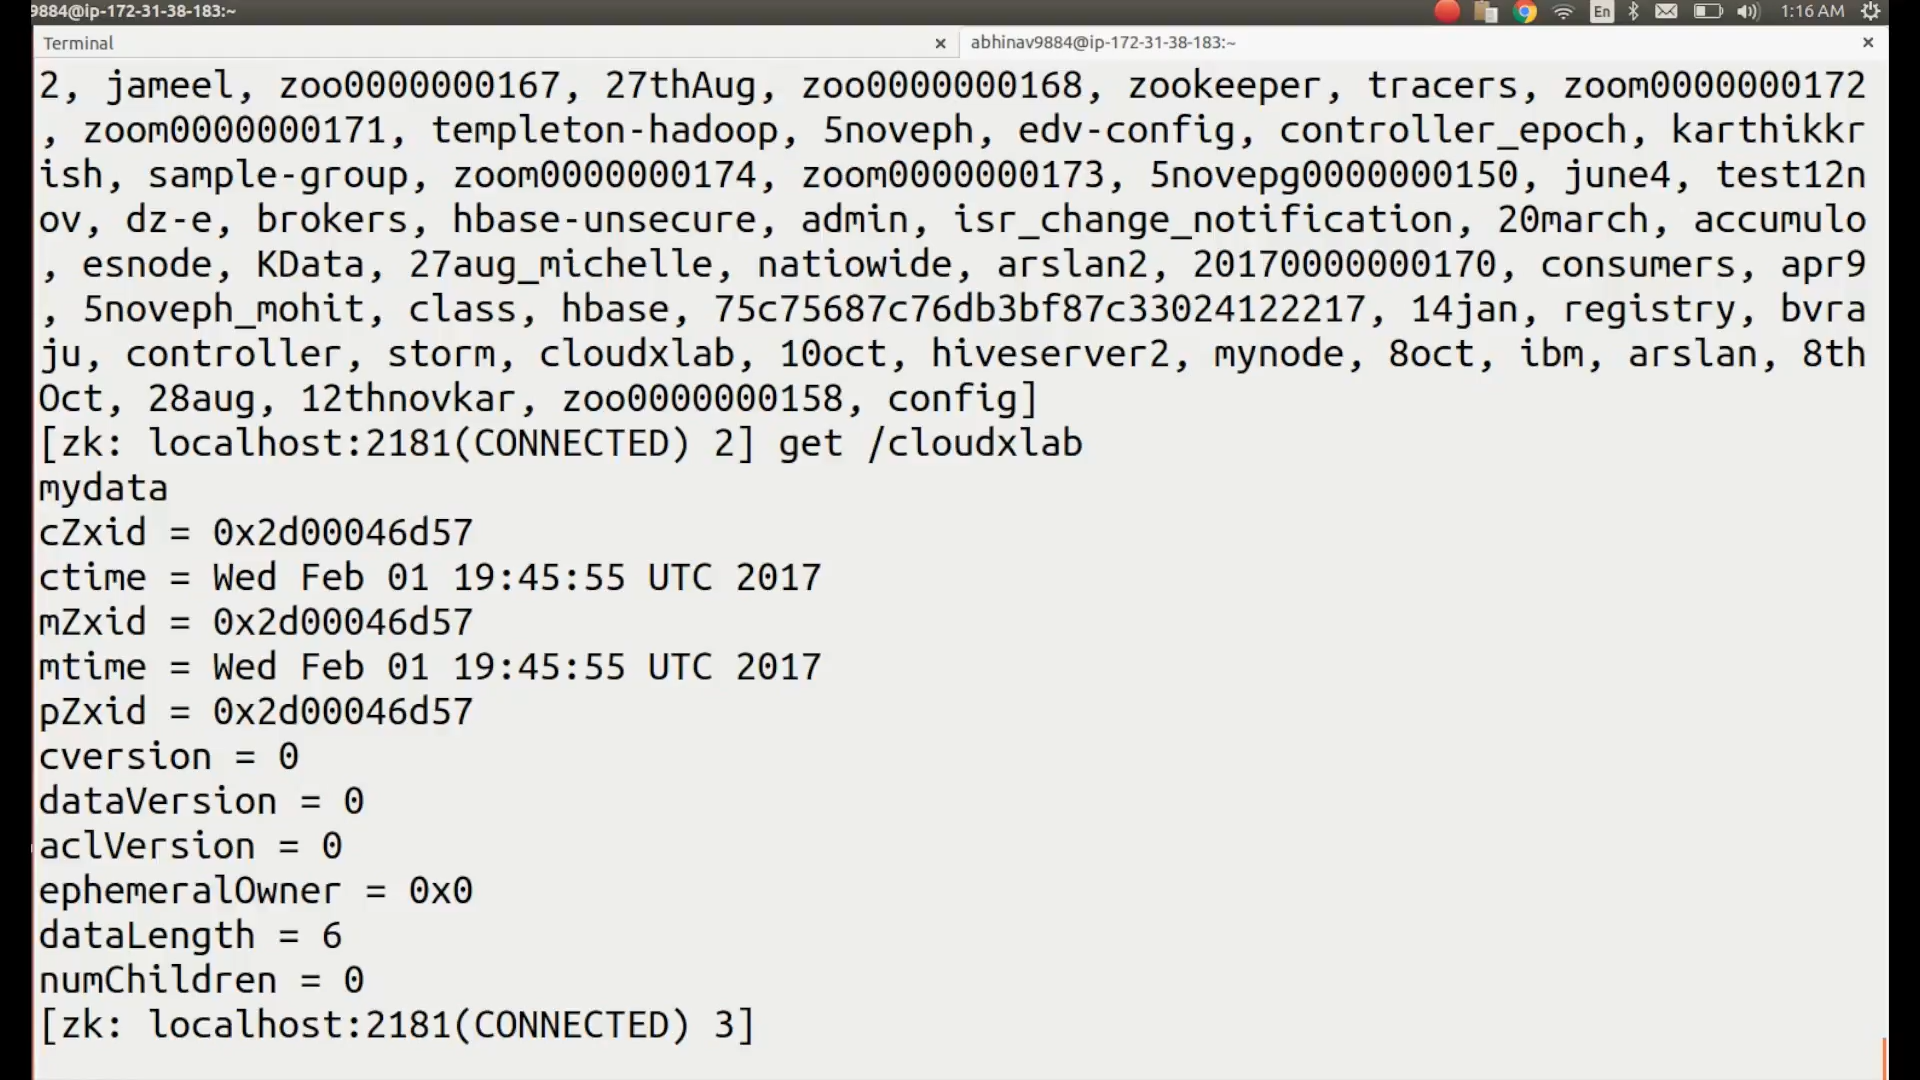 9884@ip-172-31-38-183:~ En 1:16 AM
Terminal × abhinav9884@ip-172-31-38-183:~ ×
2, jameel, zoo0000000167, 27thAug, zoo0000000168, zookeeper, tracers, zoom0000000172
, zoom0000000171, templeton-hadoop, 5noveph, edv-config, controller_epoch, karthikkr
ish, sample-group, zoom0000000174, zoom0000000173, 5novepg0000000150, june4, test12n
ov, dz-e, brokers, hbase-unsecure, admin, isr_change_notification, 20march, accumulo
, esnode, KData, 27aug_michelle, natiowide, arslan2, 20170000000170, consumers, apr9
, 5noveph_mohit, class, hbase, 75c75687c76db3bf87c33024122217, 14jan, registry, bvra
ju, controller, storm, cloudxlab, 10oct, hiveserver2, mynode, 8oct, ibm, arslan, 8th
Oct, 28aug, 12thnovkar, zoo0000000158, config]
[zk: localhost:2181(CONNECTED) 2] get /cloudxlab
mydata
cZxid = 0x2d00046d57
ctime = Wed Feb 01 19:45:55 UTC 2017
mZxid = 0x2d00046d57
mtime = Wed Feb 01 19:45:55 UTC 2017
pZxid = 0x2d00046d57
cversion = 0
dataVersion = 0
aclVersion = 0
ephemeralOwner = 0x0
dataLength = 6
numChildren = 0
[zk: localhost:2181(CONNECTED) 3]